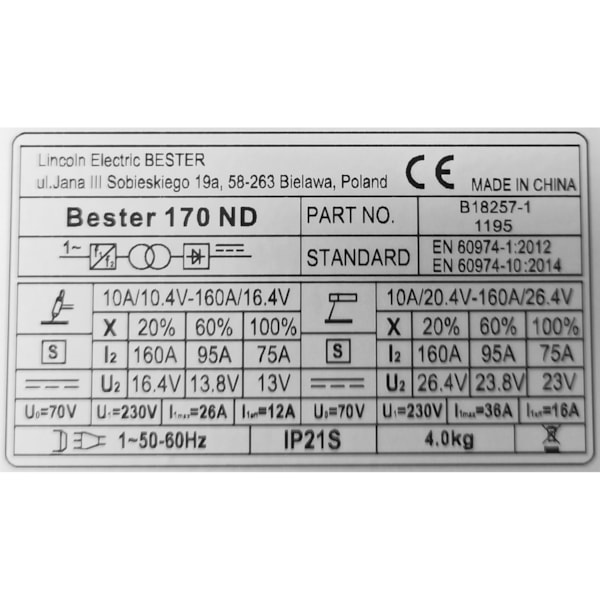 Lincoln Electric BESTER
ul.Jana III Sobieskiego 19a, 58-263 Bielawa, Poland
CE MADE IN CHINA
Bester 170 ND PART NO. B18257-1
1195
1~ f1 f2 STANDARD EN 60974-1:2012
EN 60974-10:2014
10A/10.4V-160A/16.4V 10A/20.4V-160A/26.4V
X 20% 60% 100% X 20% 60% 100%
S I2 160A 95A 75A S I2 160A 95A 75A
U2 16.4V 13.8V 13V U2 26.4V 23.8V 23V
U0=70V U1=230V I1max=26A I1eff=12A U0=70V U1=230V I1max=36A I1eff=16A
1~50-60Hz IP21S 4.0kg